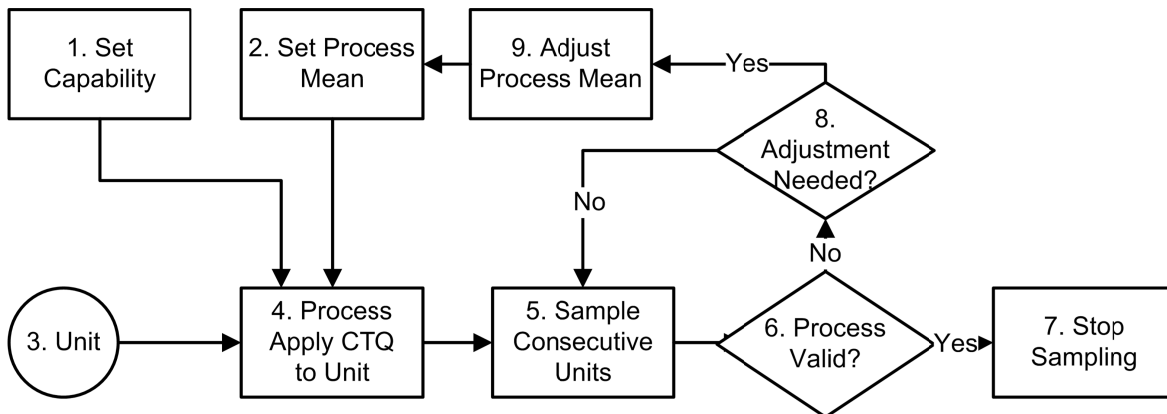 1. Set
Capability
2. Set Process
Mean
9. Adjust
Process Mean
Yes
8.
Adjustment
Needed?
No
No
3. Unit
4. Process
Apply CTQ
to Unit
5. Sample
Consecutive
Units
6. Process
Valid?
Yes
7. Stop
Sampling